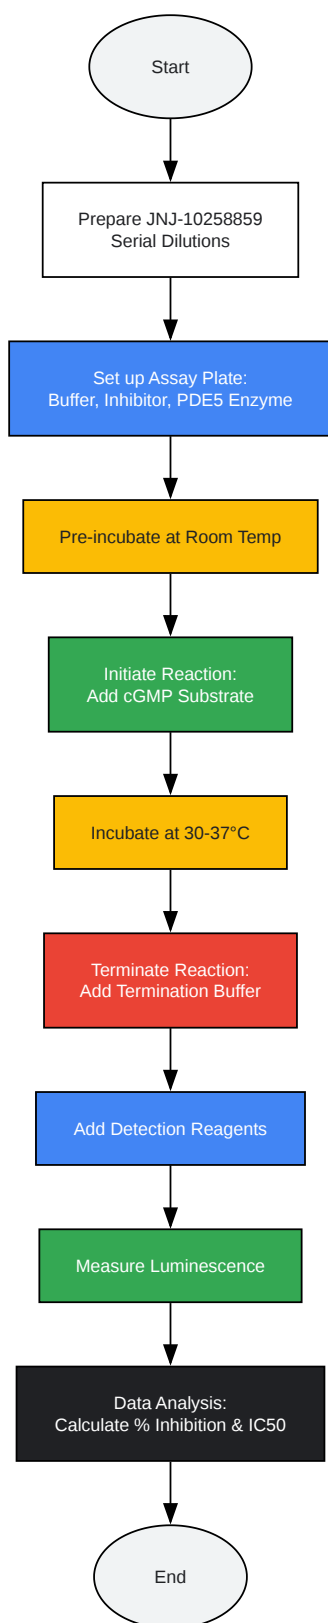 Start
Prepare JNJ-10258859
Serial Dilutions
Set up Assay Plate:
Buffer, Inhibitor, PDE5 Enzyme
Pre-incubate at Room Temp
Initiate Reaction:
Add cGMP Substrate
Incubate at 30-37°C
Terminate Reaction:
Add Termination Buffer
Add Detection Reagents
Measure Luminescence
Data Analysis:
Calculate % Inhibition & IC50
End